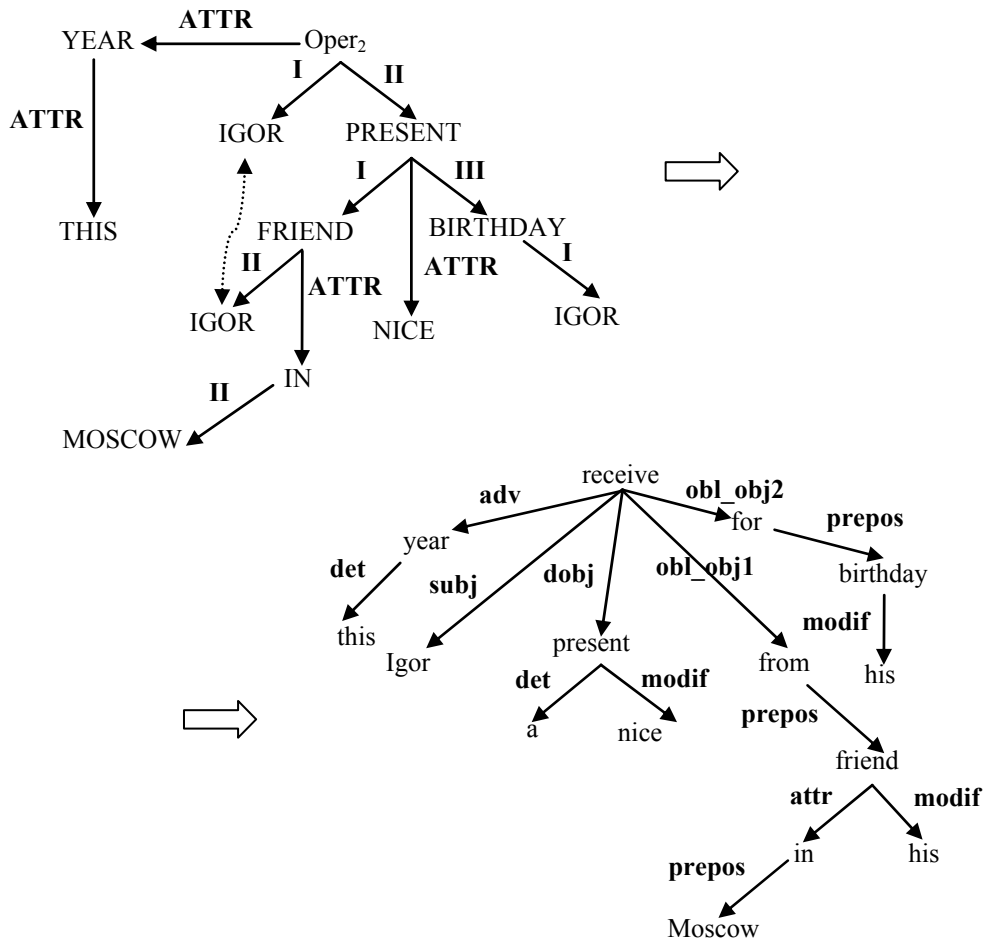 ATTR
YEAR Oper₂
I II
ATTR
IGOR PRESENT
I III
THIS FRIEND BIRTHDAY
II ATTR ATTR I
IGOR NICE IGOR
II IN
MOSCOW
receive
adv obl_obj2
for prepos
year
det subj dobj obl_obj1 birthday
this modif
Igor present from his
det modif
prepos
a nice
friend
attr modif
in his
prepos
Moscow